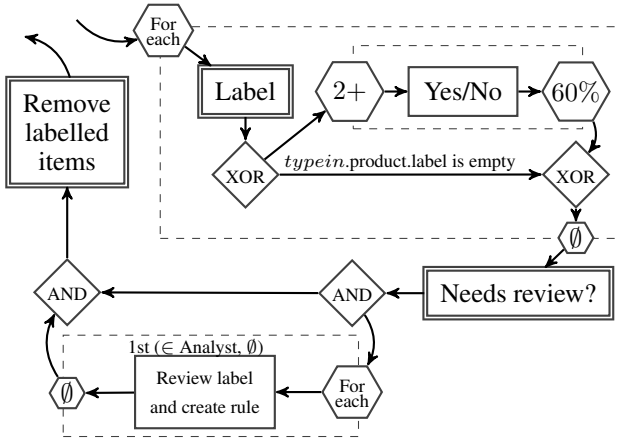 For
each
Label
2+
Yes/No
60%
Remove
labelled
items
XOR
typein.product.label is empty
XOR
∅
AND
AND
Needs review?
1st (∈ Analyst, ∅)
∅
Review label
and create rule
For
each